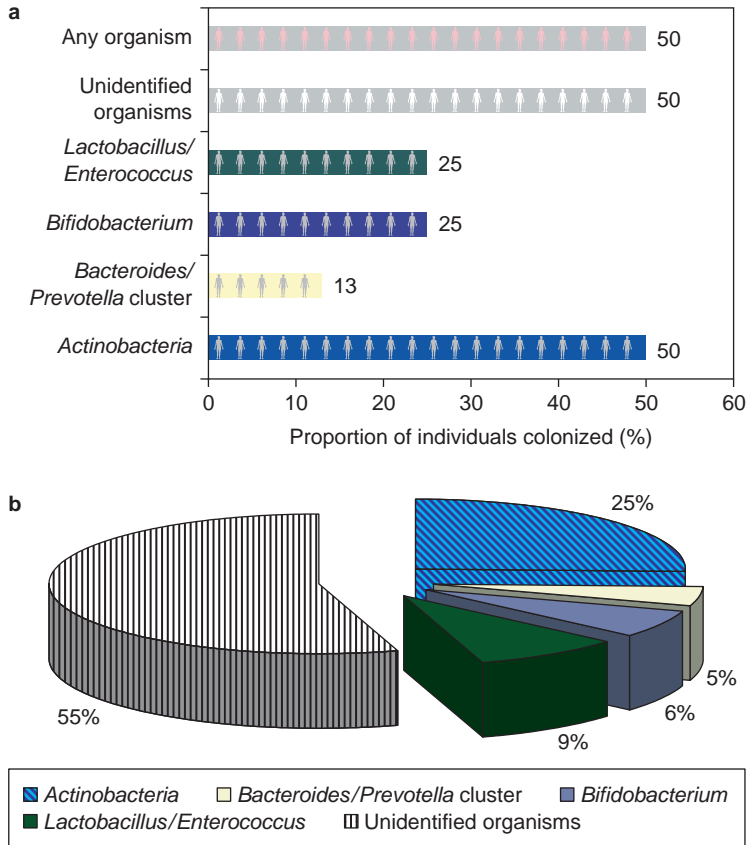 a
Any organism
50
Unidentified
organisms
50
Lactobacillus/
Enterococcus
25
Bifidobacterium
25
Bacteroides/
Prevotella cluster
13
Actinobacteria
50
0 10 20 30 40 50 60
Proportion of individuals colonized (%)
b
25%
5%
6%
9%
55%
Actinobacteria Bacteroides/Prevotella cluster Bifidobacterium
Lactobacillus/Enterococcus Unidentified organisms